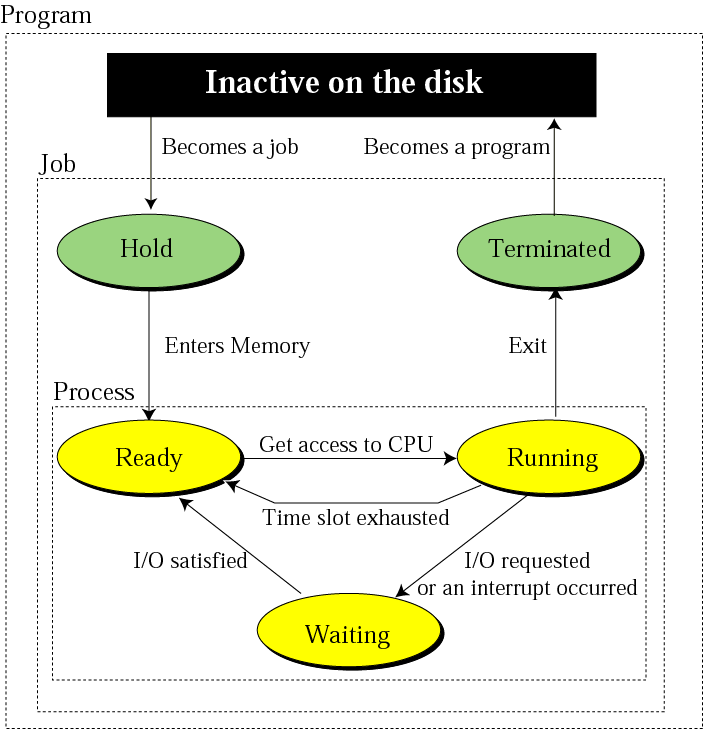 Program
Inactive on the disk
Becomes a job
Becomes a program
Job
Hold
Terminated
Enters Memory
Exit
Process
Ready
Get access to CPU
Running
Time slot exhausted
I/O satisfied
I/O requested
or an interrupt occurred
Waiting